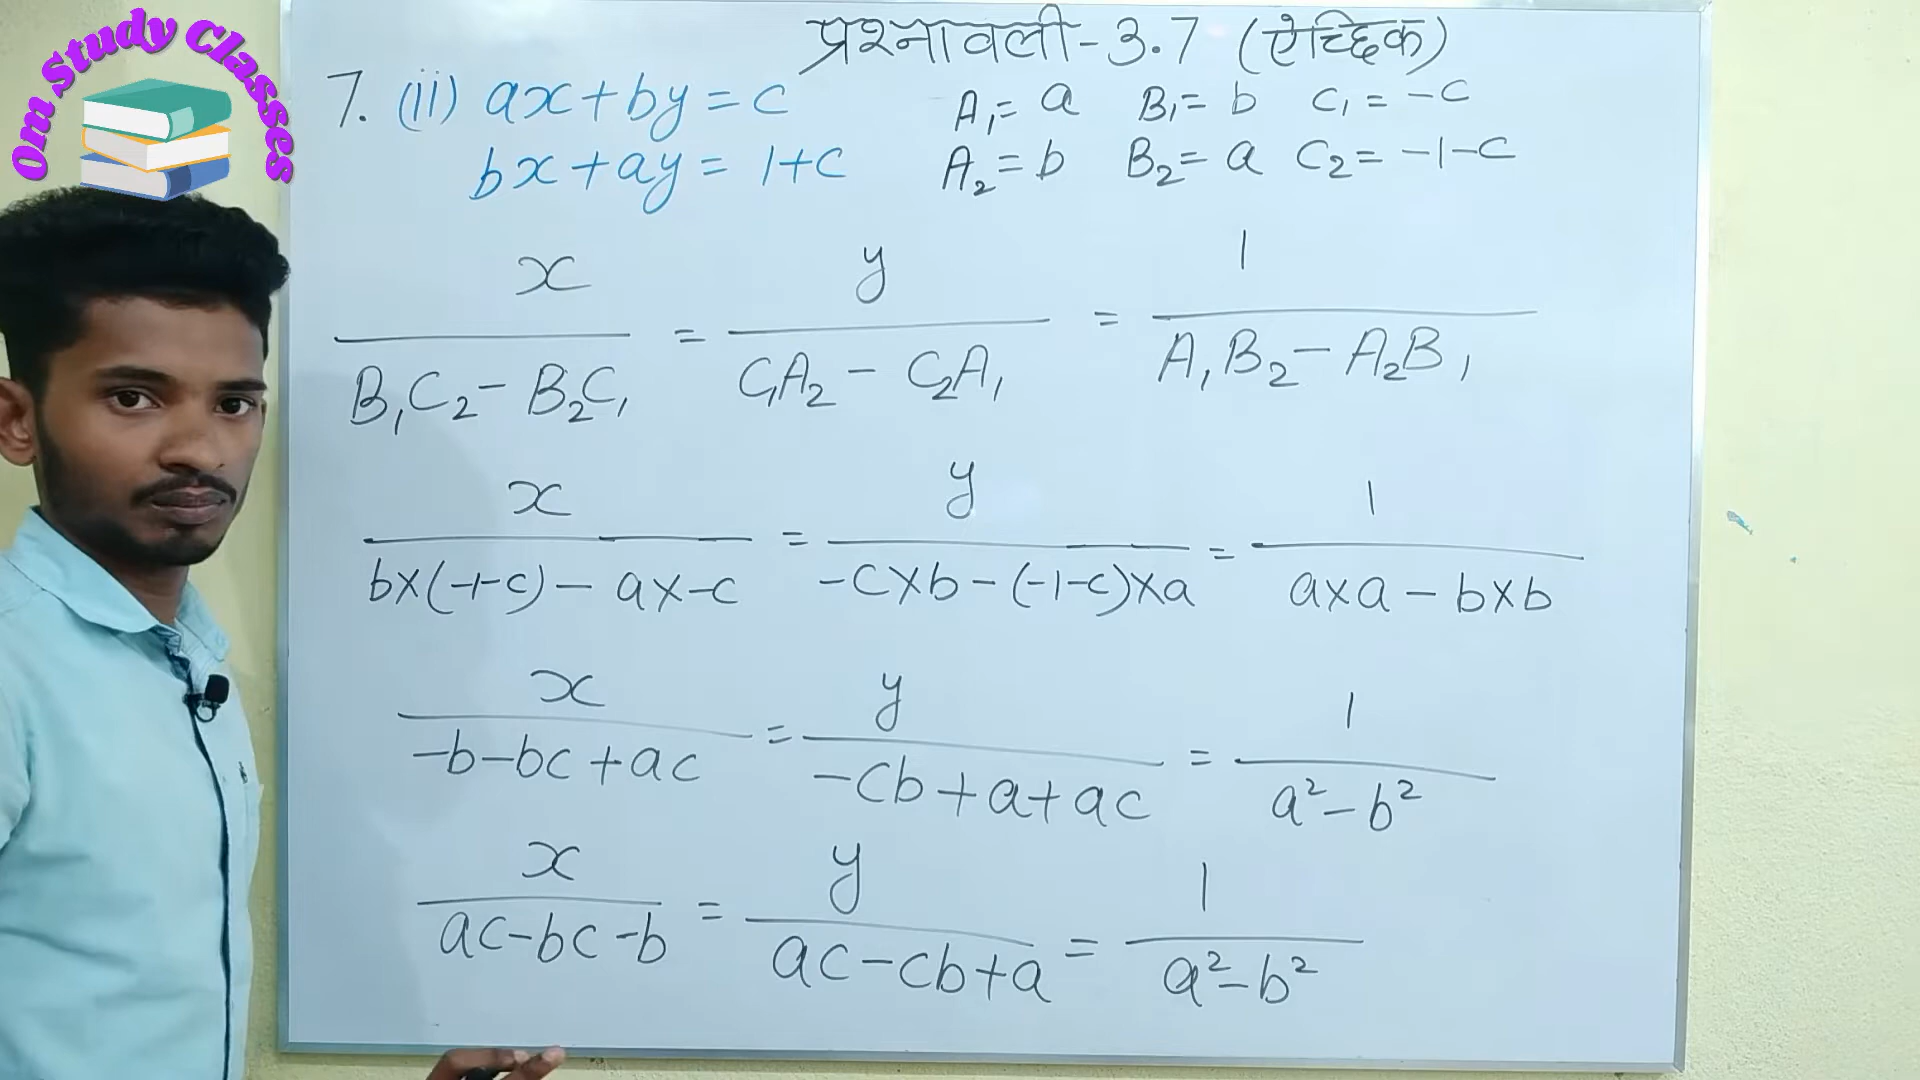 Om Study Classes
प्रश्नावली-3.7 (ऐच्छिक)
7. (ii) ax+by=c A₁= a B₁= b C₁ = -c
bx+ay= 1+c A₂=b B₂= a C₂= -1-c
x/(B₁C₂- B₂C₁) = y/(C₁A₂- C₂A₁) = 1/(A₁B₂-A₂B₁)
x/(b×(-1-c)- a×-c) = y/(-c×b-(-1-c)×a) = 1/(a×a-b×b)
x/(-b-bc+ac) = y/(-cb+a+ac) = 1/(a²-b²)
x/(ac-bc-b) = y/(ac-cb+a) = 1/(a²-b²)